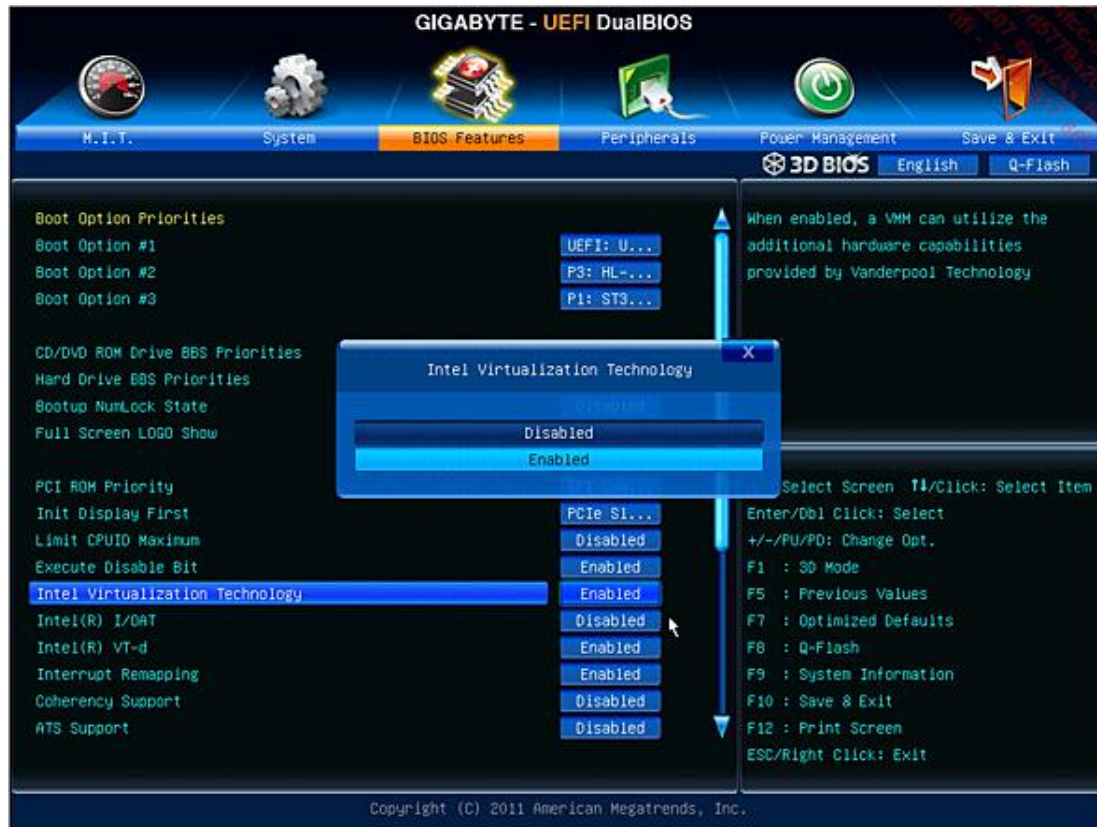 GIGABYTE - UEFI DualBIOS
M.I.T. System BIOS Features Peripherals Power Management Save & Exit
3D BIOS English Q-Flash
Boot Option Priorities
Boot Option #1 UEFI: U...
Boot Option #2 P3: HL-...
Boot Option #3 P1: ST3...
CD/DVD ROM Drive BBS Priorities
Hard Drive BBS Priorities
Bootup NumLock State Disabled
Full Screen LOGO Show
PCI ROM Priority
Init Display First PCIe Sl...
Limit CPUID Maximum Disabled
Execute Disable Bit Enabled
Intel Virtualization Technology Enabled
Intel(R) I/OAT Disabled
Intel(R) VT-d Enabled
Interrupt Remapping Enabled
Coherency Support Disabled
ATS Support Disabled
Intel Virtualization Technology
X
Disabled
Enabled
When enabled, a VMM can utilize the
additional hardware capabilities
provided by Vanderpool Technology
Select Screen ↑↓/Click: Select Item
Enter/Dbl Click: Select
+/-/PU/PD: Change Opt.
F1 : 3D Mode
F5 : Previous Values
F7 : Optimized Defaults
F8 : Q-Flash
F9 : System Information
F10 : Save & Exit
F12 : Print Screen
ESC/Right Click: Exit
Copyright (C) 2011 American Megatrends, Inc.